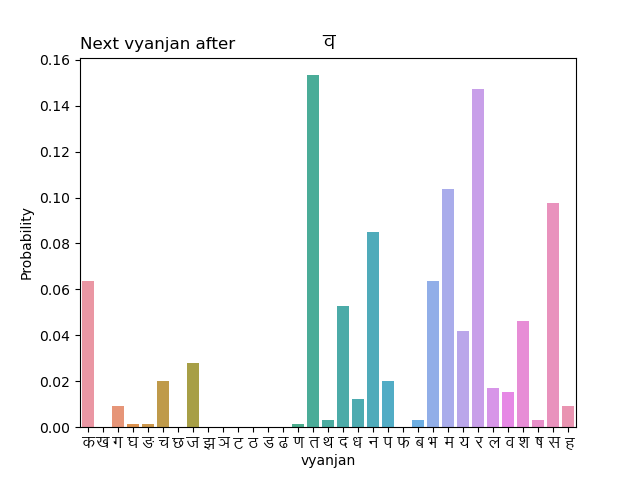 Next vyanjan after व
0.16
0.14
0.12
0.10
0.08
0.06
0.04
0.02
0.00
Probability
क ख ग घ ङ च छ ज झ ञ ट ठ ड ढ ण त थ द ध न प फ ब भ म य र ल व श ष स ह
vyanjan